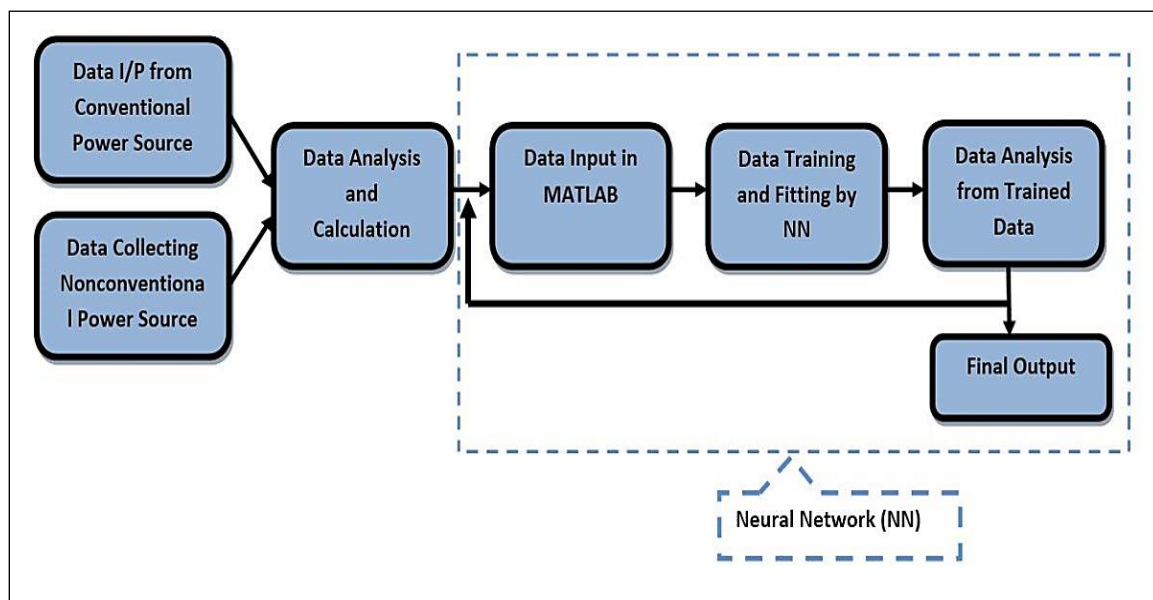 Data I/P from
Conventional
Power Source
Data Collecting
Nonconventiona
l Power Source
Data Analysis
and
Calculation
Data Input in
MATLAB
Data Training
and Fitting by
NN
Data Analysis
from Trained
Data
Final Output
Neural Network (NN)